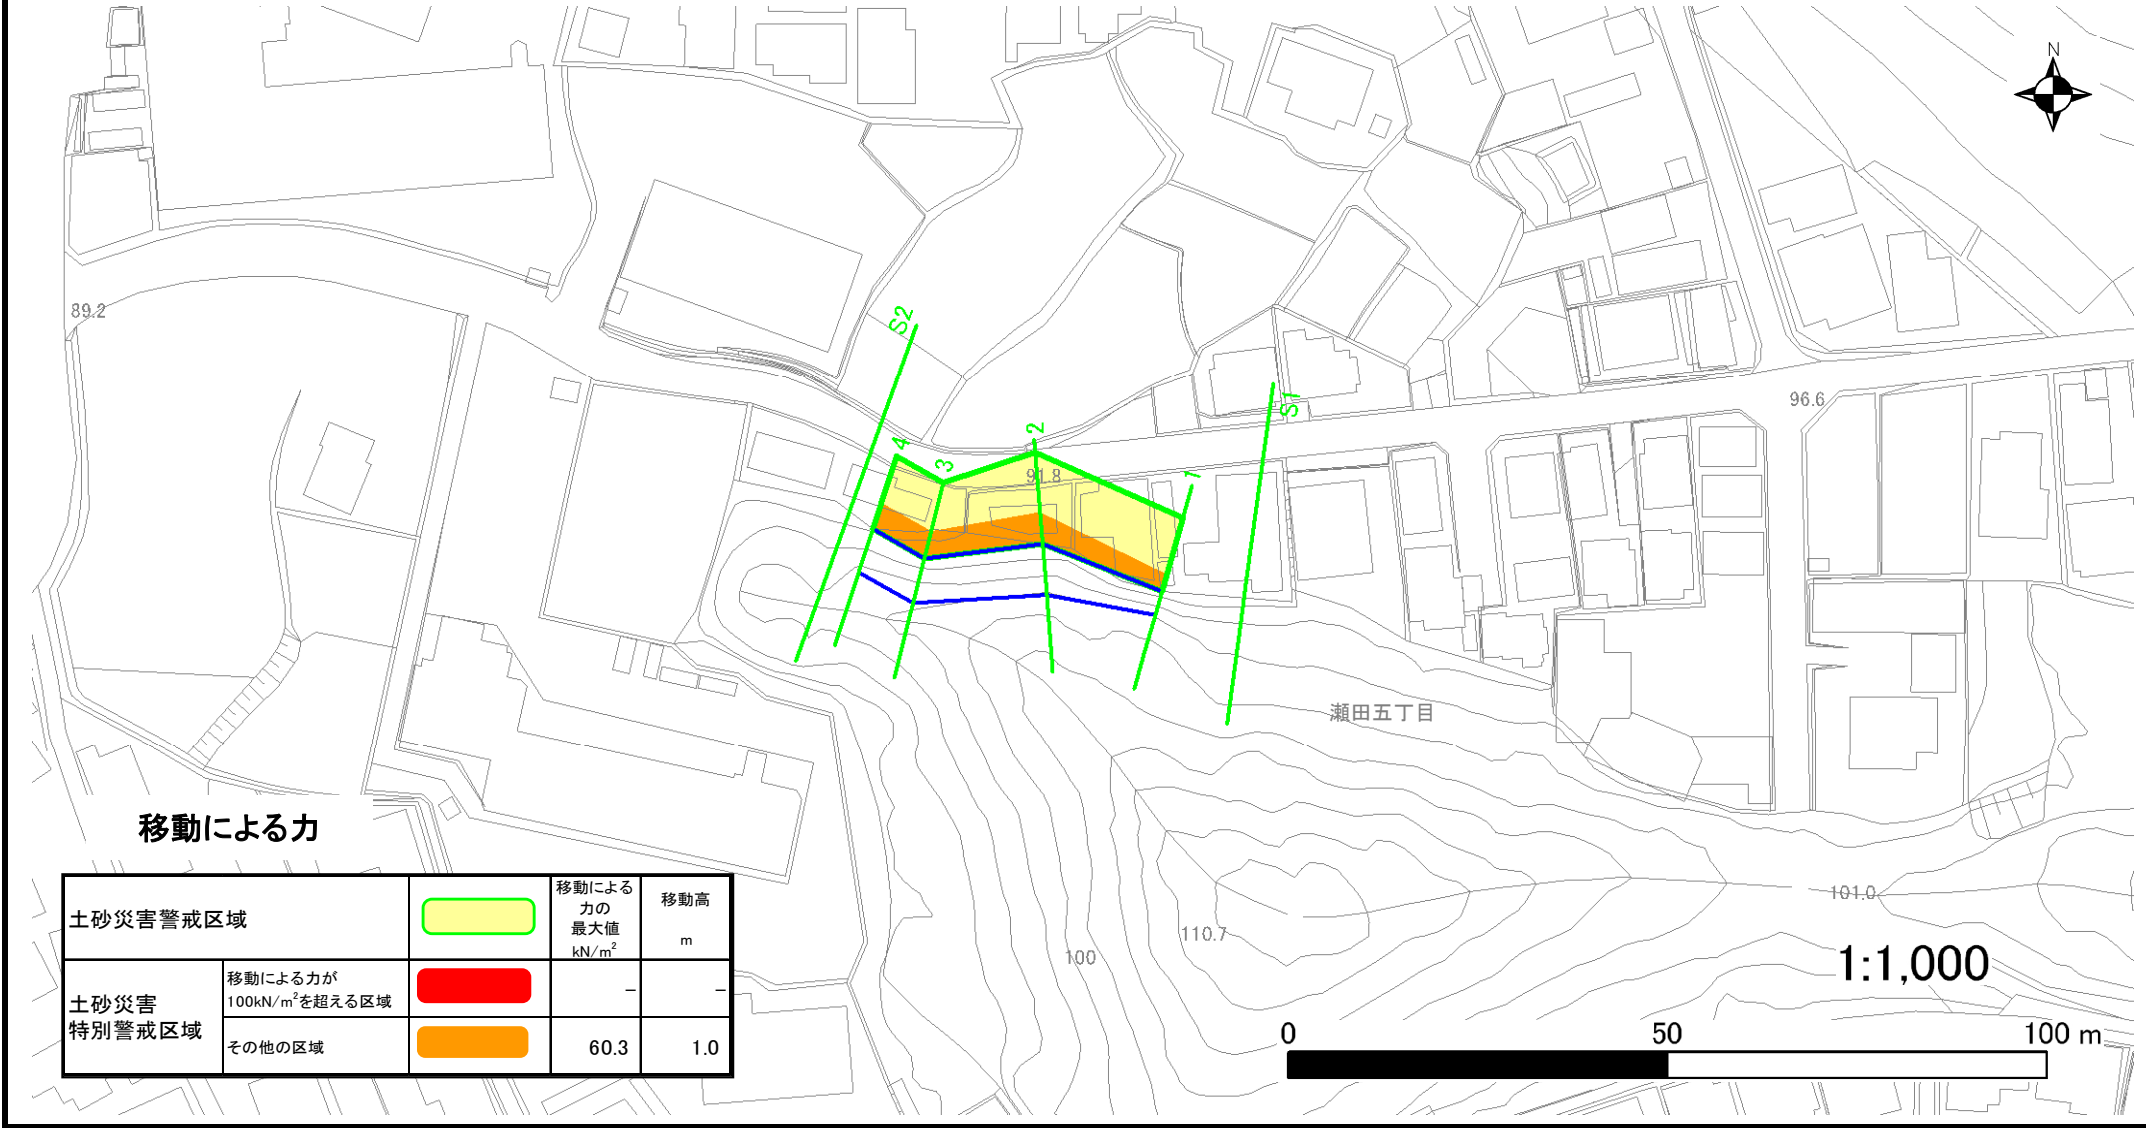 N
89.2
S2
S1
96.6
4
3
2
1
91.8
瀬田五丁目
101.0
110.7
100
移動による力
土砂災害警戒区域
移動による
力の
最大値
kN/m²
移動高
m
土砂災害
特別警戒区域
移動による力が
100kN/m²を超える区域
−
−
その他の区域
60.3
1.0
1:1,000
0
50
100 m